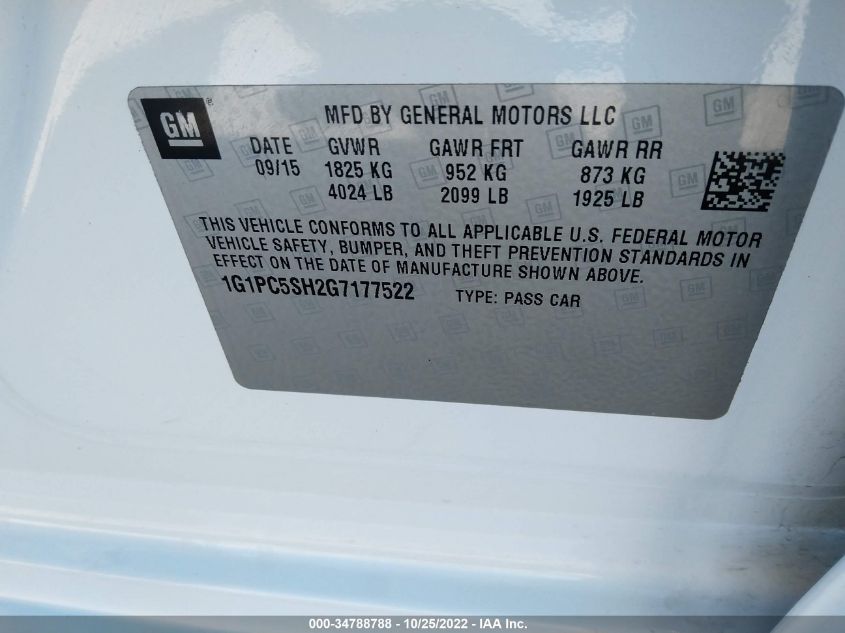 GM ® MFD BY GENERAL MOTORS LLC
DATE GVWR GAWR FRT GAWR RR
09/15 1825 KG 952 KG 873 KG
4024 LB 2099 LB 1925 LB
THIS VEHICLE CONFORMS TO ALL APPLICABLE U.S. FEDERAL MOTOR
VEHICLE SAFETY, BUMPER, AND THEFT PREVENTION STANDARDS IN
EFFECT ON THE DATE OF MANUFACTURE SHOWN ABOVE.
1G1PC5SH2G7177522 TYPE: PASS CAR
000-34788788 - 10/25/2022 - IAA Inc.